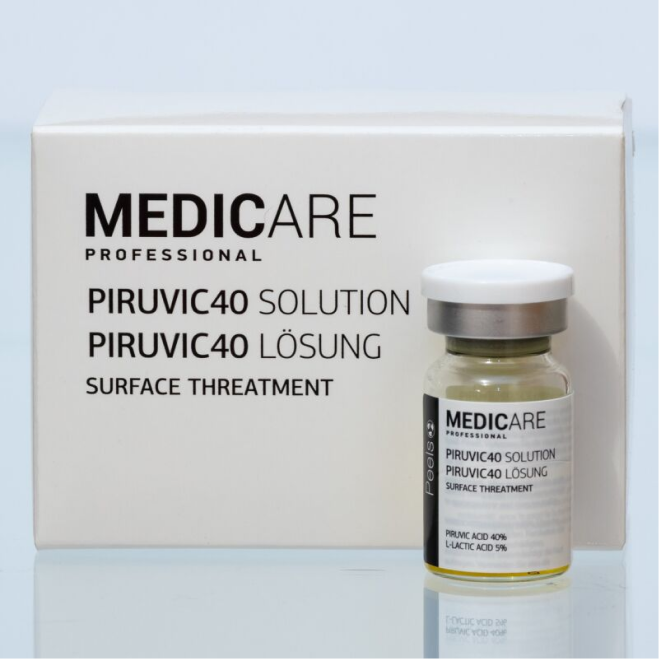 MEDICARE
PROFESSIONAL
PIRUVIC40 SOLUTION
PIRUVIC40 LÖSUNG
SURFACE THREATMENT
Peels
MEDICARE
PROFESSIONAL
PIRUVIC40 SOLUTION
PIRUVIC40 LÖSUNG
SURFACE THREATMENT
PIRUVIC ACID 40%
L-LACTIC ACID 5%